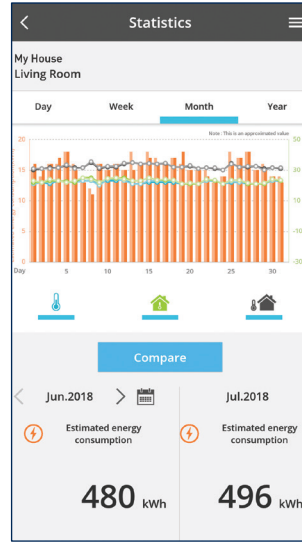 Statistics
My House
Living Room
Day Week Month Year
Note : This is an approximated value
20 50
15 30
10 10
5 -10
0 -30
Day 5 10 15 20 25 30
Compare
Jun.2018 Jul.2018
Estimated energy consumption Estimated energy consumption
480 kWh 496 kWh